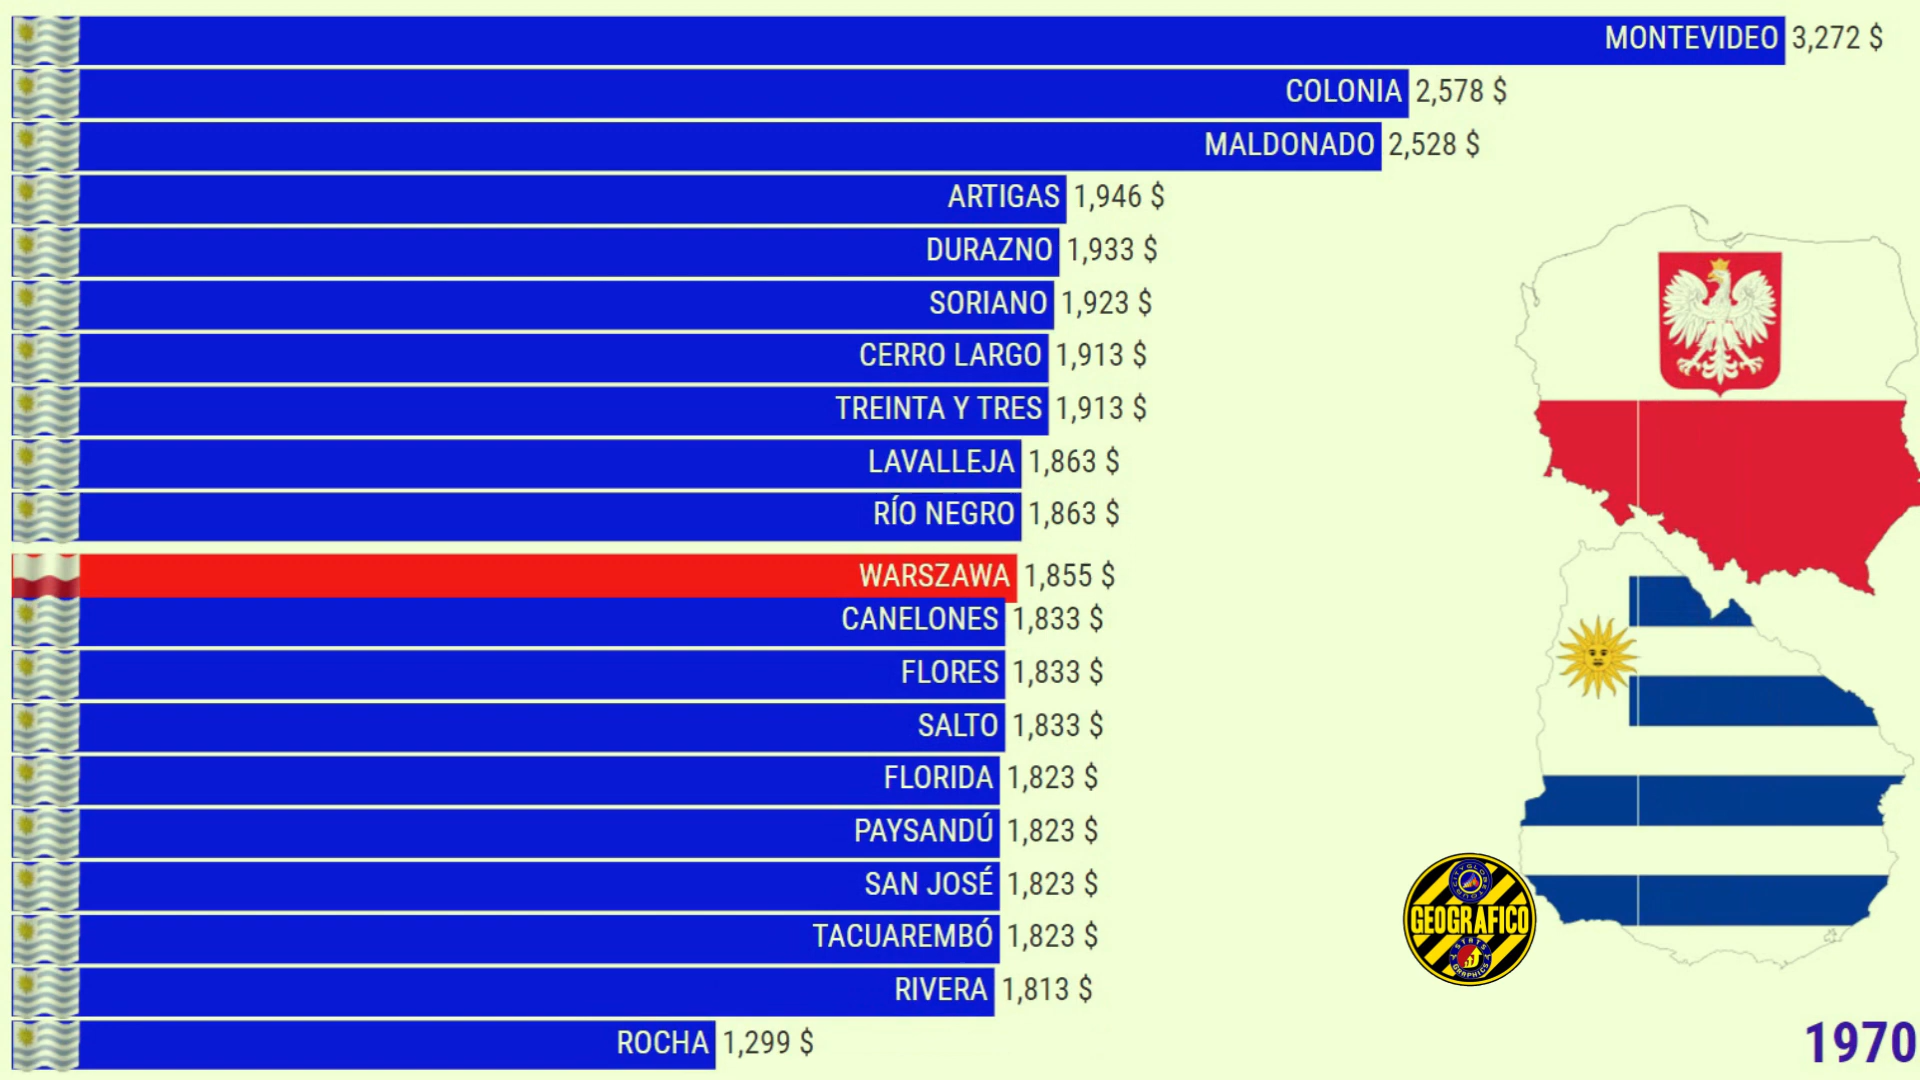 MONTEVIDEO 3,272 $
COLONIA 2,578 $
MALDONADO 2,528 $
ARTIGAS 1,946 $
DURAZNO 1,933 $
SORIANO 1,923 $
CERRO LARGO 1,913 $
TREINTA Y TRES 1,913 $
LAVALLEJA 1,863 $
RÍO NEGRO 1,863 $
WARSZAWA 1,855 $
CANELONES 1,833 $
FLORES 1,833 $
SALTO 1,833 $
FLORIDA 1,823 $
PAYSANDÚ 1,823 $
SAN JOSÉ 1,823 $
TACUAREMBÓ 1,823 $
RIVERA 1,813 $
ROCHA 1,299 $
GEOGRAFICO
1970